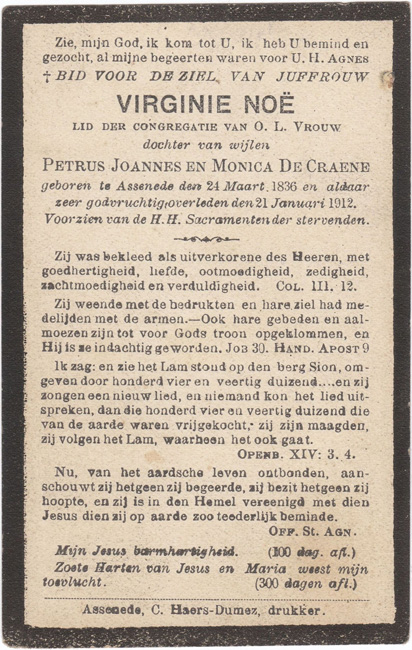 Zie, mijn God, ik kom tot U, ik heb U bemind en
gezocht, al mijne begeerten waren voor U. H. AGNES
† BID VOOR DE ZIEL VAN JUFFROUW
VIRGINIE NOË
LID DER CONGREGATIE VAN O. L. VROUW
dochter van wijlen
PETRUS JOANNES EN MONICA DE CRAENE
geboren te Assenede den 24 Maart 1836 en aldaar
zeer godvruchtig overleden den 21 Januari 1912.
Voorzien van de H.H. Sacramenten der stervenden.
Zij was bekleed als uitverkorene des Heeren, met
goedhertigheid, liefde, ootmoedigheid, zedigheid,
zachtmoedigheid en verduldigheid. COL. III. 12.
Zij weende met de bedrukten en hare ziel had me-
delijden met de armen.—Ook hare gebeden en aal-
moezen zijn tot voor Gods troon opgeklommen, en
Hij is ze indachtig geworden. JOB 30. HAND. APOST 9
Ik zag: en zie het Lam stond op den berg Sion, om-
geven door honderd vier en veertig duizend....en zij
zongen een nieuw lied, en niemand kon het lied uit-
spreken, dan die honderd vier en veertig duizend die
van de aarde waren vrijgekocht, zij zijn maagden,
zij volgen het Lam, waarheen het ook gaat.
OPENB. XIV: 3. 4.
Nu, van het aardsche leven ontbonden, aan-
schouwt zij hetgeen zij begeerde, zij bezit hetgeen zij
hoopte, en zij is in den Hemel vereenigd met dien
Jesus dien zij op aarde zoo teederlijk beminde.
OFF. ST. AGN.
Mijn Jesus barmhertigheid. (100 dag. afl.)
Zoete Harten van Jesus en Maria weest mijn
toevlucht. (300 dagen afl.)
Assenede, C. Haers-Dumez, drukker.